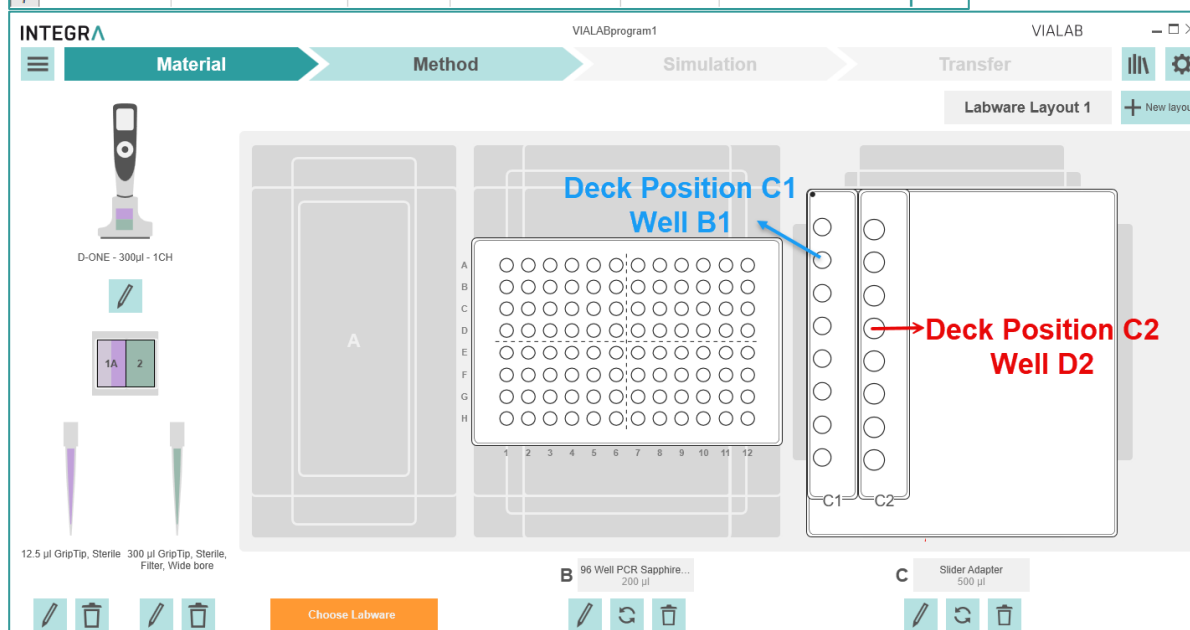 INTEGRA
VIALABprogram1
VIALAB
Material
Method
Simulation
Transfer
Labware Layout 1
New layou
Deck Position C1
Well B1
D-ONE - 300µl - 1CH
A
B
C
D
E
F
G
H
A
Deck Position C2
Well D2
1A 2
1 2 3 4 5 6 7 8 9 10 11 12
C1 C2
12.5 µl GripTip, Sterile
300 µl GripTip, Sterile,
Filter, Wide bore
B
96 Well PCR Sapphire...
200 µl
C
Slider Adapter
500 µl
Choose Labware